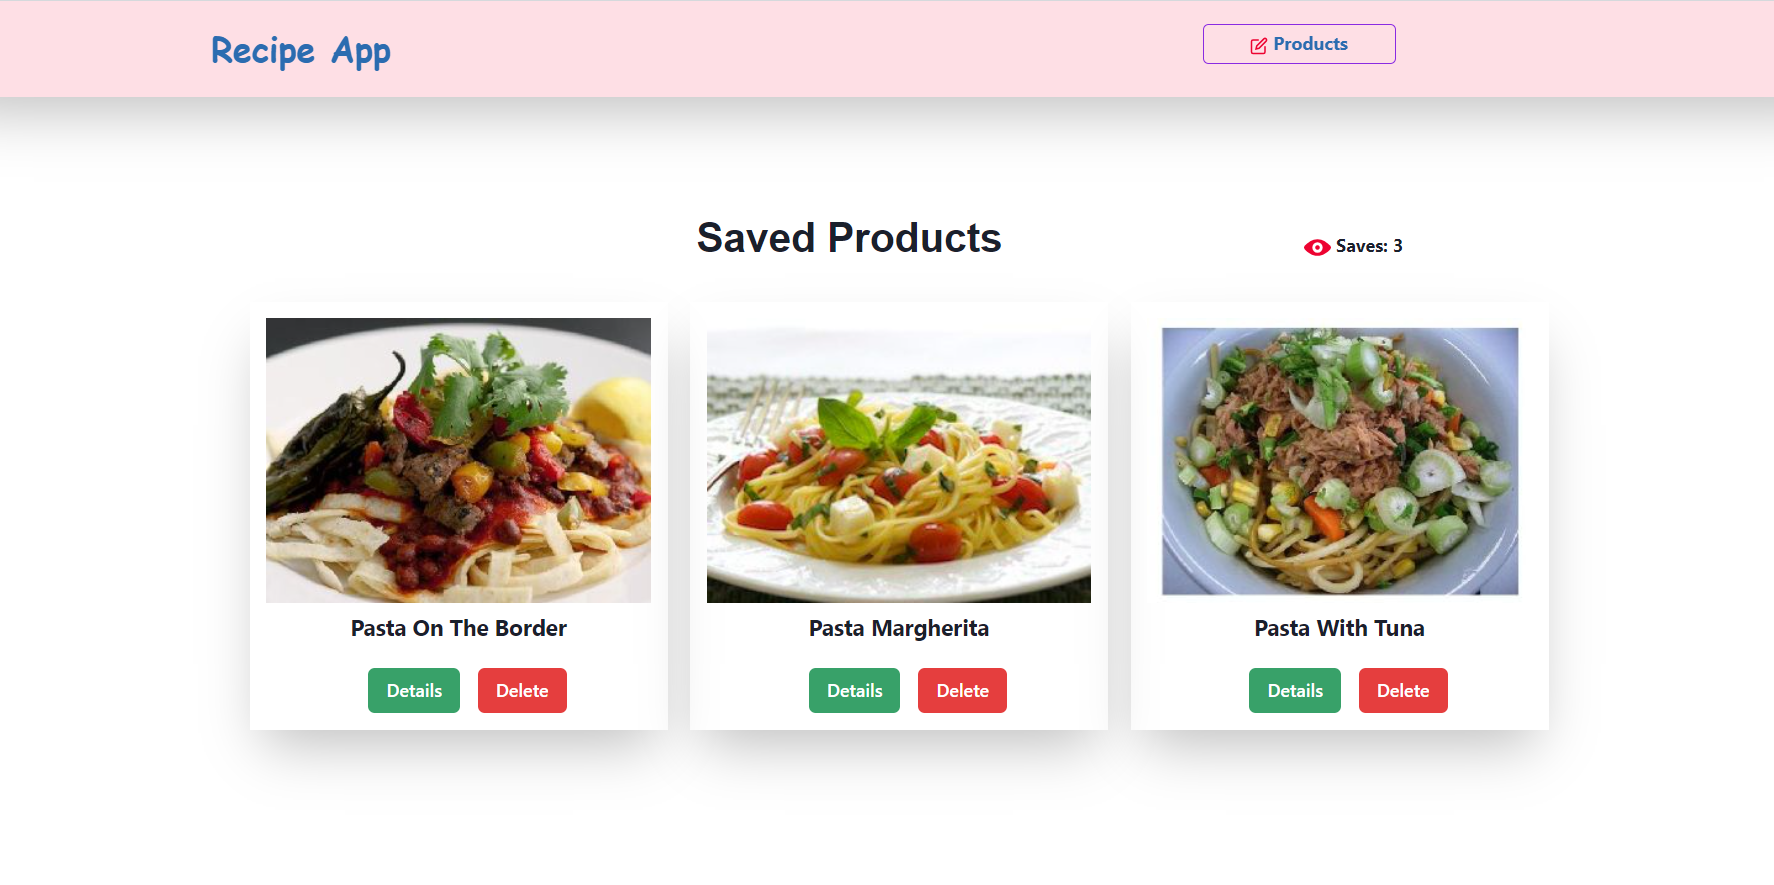 Recipe App
Products
Saved Products
Saves: 3
Pasta On The Border
Pasta Margherita
Pasta With Tuna
Details Delete
Details Delete
Details Delete